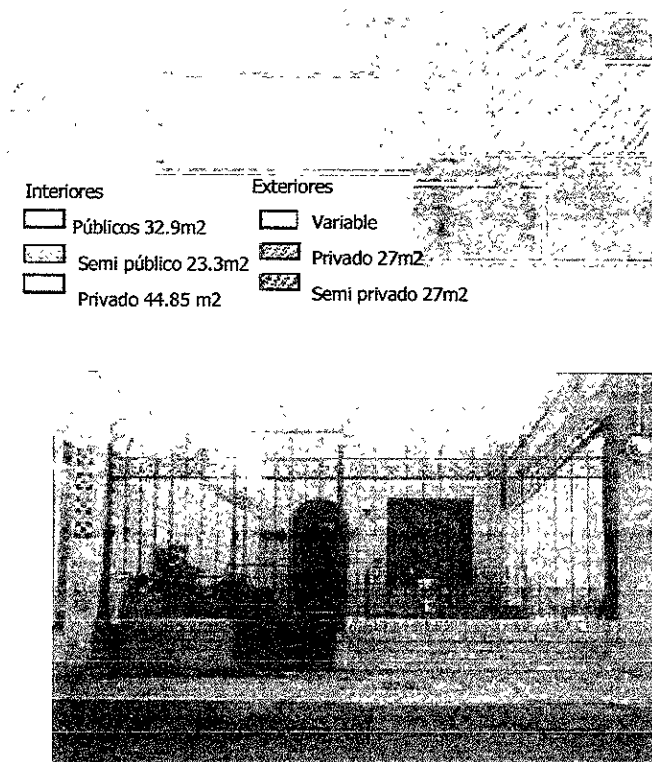 Interiores
Públicos 32.9m2
Semi público 23.3m2
Privado 44.85 m2
Exteriores
Variable
Privado 27m2
Semi privado 27m2